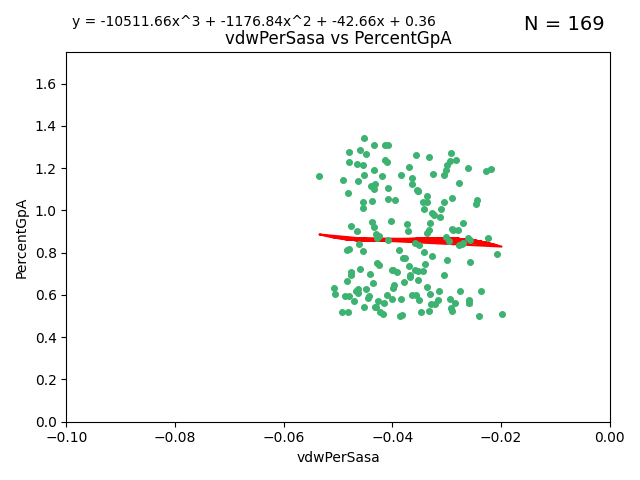 y = -10511.66x^3 + -1176.84x^2 + -42.66x + 0.36
N = 169
vdwPerSasa vs PercentGpA
PercentGpA
1.6
1.4
1.2
1.0
0.8
0.6
0.4
0.2
0.0
−0.10 −0.08 −0.06 −0.04 −0.02 0.00
vdwPerSasa